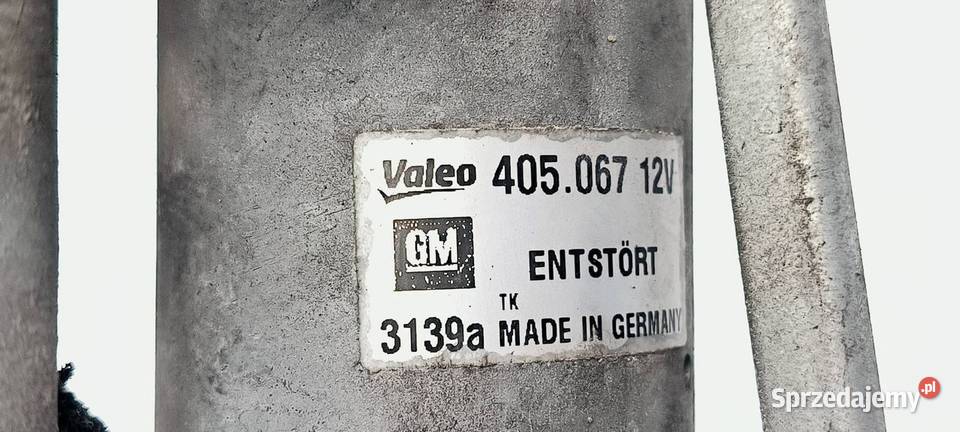 Valeo 405.067 12V
GM ENTSTÖRT
TK
3139a MADE IN GERMANY
Sprzedajemy.pl